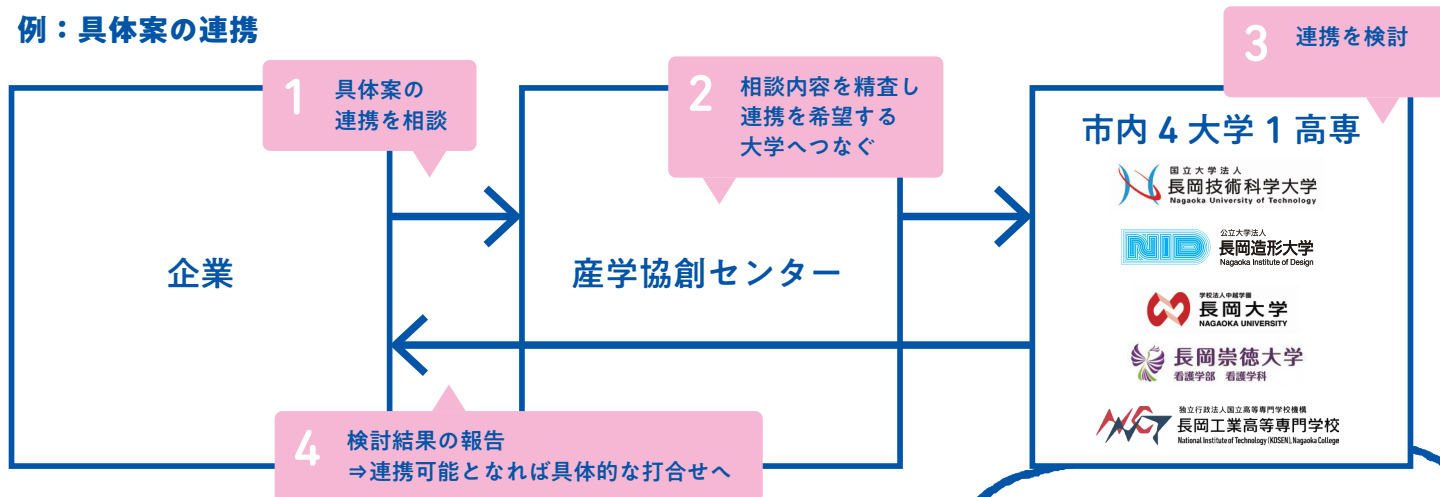 例：具体案の連携
1
具体案の
連携を相談
2
相談内容を精査し
連携を希望する
大学へつなぐ
3
連携を検討
企業
産学協創センター
市内４大学１高専
国立大学法人
長岡技術科学大学
Nagaoka University of Technology
NID
公立大学法人
長岡造形大学
Nagaoka Institute of Design
学校法人中越学園
長岡大学
NAGAOKA UNIVERSITY
長岡崇徳大学
看護学部 看護学科
独立行政法人国立高等専門学校機構
長岡工業高等専門学校
National Institute of Technology (KOSEN), Nagaoka College
4
検討結果の報告
⇒連携可能となれば具体的な打合せへ